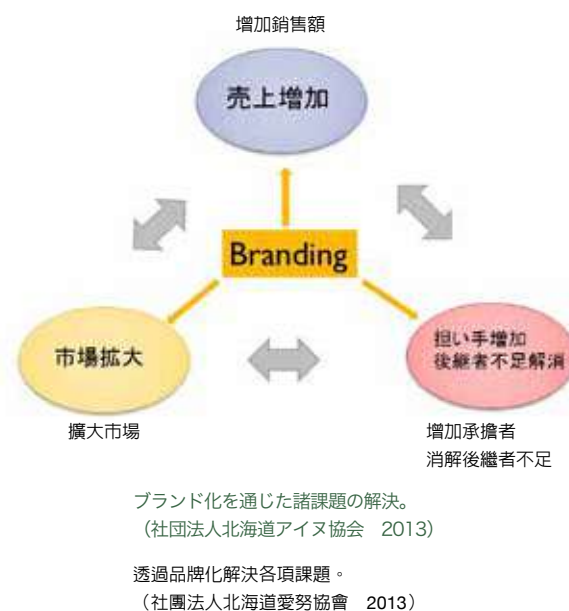 增加銷售額
売上増加
Branding
市場拡大
担い手増加
後継者不足解消
擴大市場
增加承擔者
消解後繼者不足
ブランド化を通じた諸課題の解決。
（社団法人北海道アイヌ協会　2013）
透過品牌化解決各項課題。
（社團法人北海道愛努協會　2013）